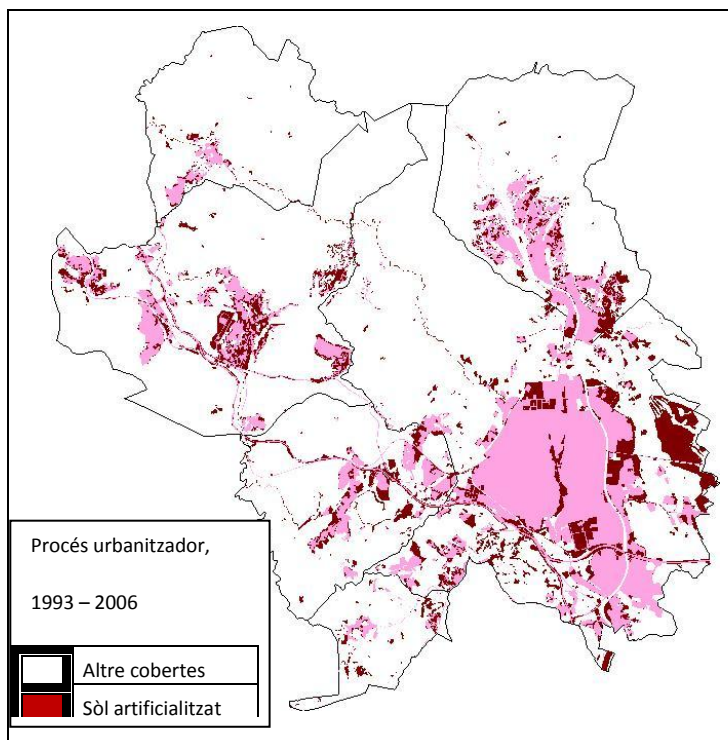 Procés urbanitzador,
1993 – 2006
Altre cobertes
Sòl artificialitzat